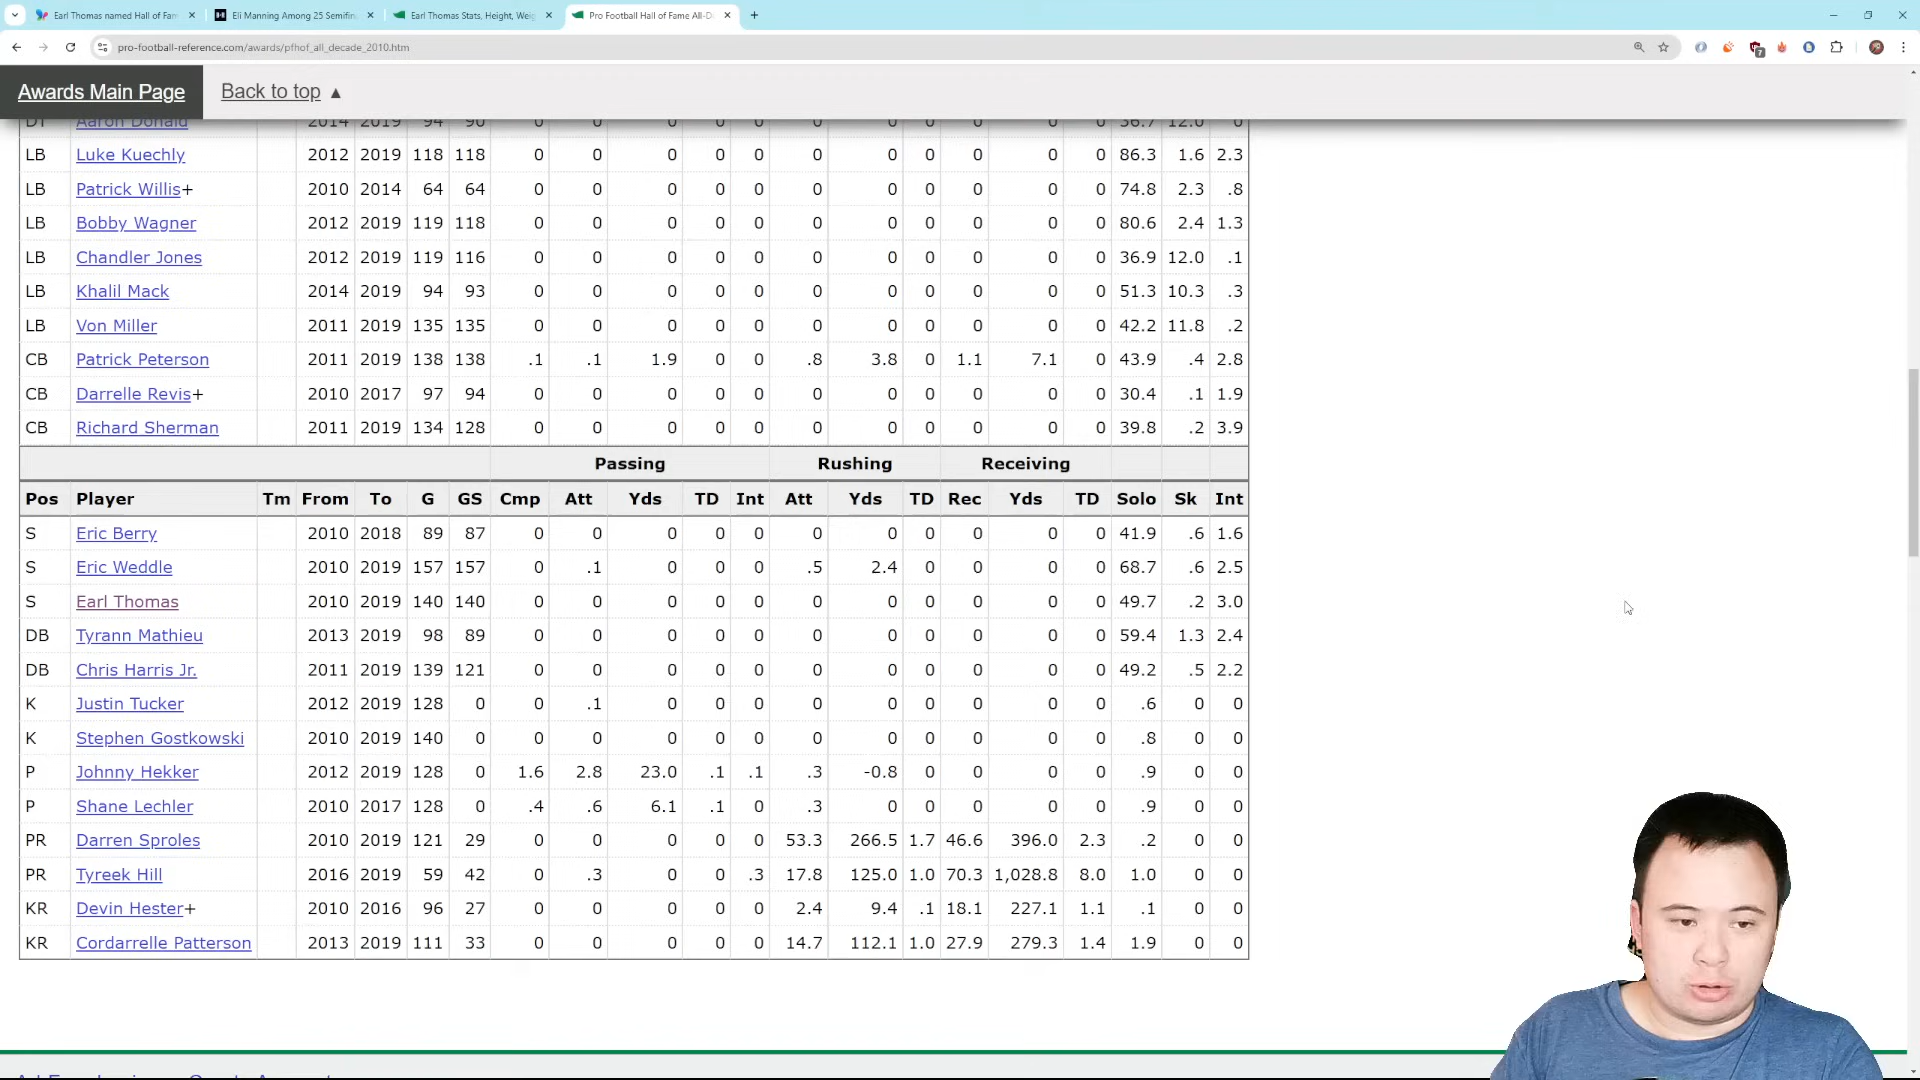 Earl Thomas named Hall of Fam
Eli Manning Among 25 Semifin
Earl Thomas Stats, Height, Weig
Pro Football Hall of Fame All-D
pro-football-reference.com/awards/pfhof_all_decade_2010.htm
7
Awards Main Page Back to top ▲
DT Aaron Donald 2014 2019 94 90 0 0 0 0 0 0 0 0 0 0 0 36.7 12.0 0
LB Luke Kuechly 2012 2019 118 118 0 0 0 0 0 0 0 0 0 0 0 86.3 1.6 2.3
LB Patrick Willis+ 2010 2014 64 64 0 0 0 0 0 0 0 0 0 0 0 74.8 2.3 .8
LB Bobby Wagner 2012 2019 119 118 0 0 0 0 0 0 0 0 0 0 0 80.6 2.4 1.3
LB Chandler Jones 2012 2019 119 116 0 0 0 0 0 0 0 0 0 0 0 36.9 12.0 .1
LB Khalil Mack 2014 2019 94 93 0 0 0 0 0 0 0 0 0 0 0 51.3 10.3 .3
LB Von Miller 2011 2019 135 135 0 0 0 0 0 0 0 0 0 0 0 42.2 11.8 .2
CB Patrick Peterson 2011 2019 138 138 .1 .1 1.9 0 0 .8 3.8 0 1.1 7.1 0 43.9 .4 2.8
CB Darrelle Revis+ 2010 2017 97 94 0 0 0 0 0 0 0 0 0 0 0 30.4 .1 1.9
CB Richard Sherman 2011 2019 134 128 0 0 0 0 0 0 0 0 0 0 0 39.8 .2 3.9
Passing Rushing Receiving
Pos Player Tm From To G GS Cmp Att Yds TD Int Att Yds TD Rec Yds TD Solo Sk Int
S Eric Berry 2010 2018 89 87 0 0 0 0 0 0 0 0 0 0 0 41.9 .6 1.6
S Eric Weddle 2010 2019 157 157 0 .1 0 0 0 .5 2.4 0 0 0 0 68.7 .6 2.5
S Earl Thomas 2010 2019 140 140 0 0 0 0 0 0 0 0 0 0 0 49.7 .2 3.0
DB Tyrann Mathieu 2013 2019 98 89 0 0 0 0 0 0 0 0 0 0 0 59.4 1.3 2.4
DB Chris Harris Jr. 2011 2019 139 121 0 0 0 0 0 0 0 0 0 0 0 49.2 .5 2.2
K Justin Tucker 2012 2019 128 0 0 .1 0 0 0 0 0 0 0 0 0 .6 0 0
K Stephen Gostkowski 2010 2019 140 0 0 0 0 0 0 0 0 0 0 0 0 .8 0 0
P Johnny Hekker 2012 2019 128 0 1.6 2.8 23.0 .1 .1 .3 -0.8 0 0 0 0 .9 0 0
P Shane Lechler 2010 2017 128 0 .4 .6 6.1 .1 0 .3 0 0 0 0 0 .9 0 0
PR Darren Sproles 2010 2019 121 29 0 0 0 0 0 53.3 266.5 1.7 46.6 396.0 2.3 .2 0 0
PR Tyreek Hill 2016 2019 59 42 0 .3 0 0 .3 17.8 125.0 1.0 70.3 1,028.8 8.0 1.0 0 0
KR Devin Hester+ 2010 2016 96 27 0 0 0 0 0 2.4 9.4 .1 18.1 227.1 1.1 .1 0 0
KR Cordarrelle Patterson 2013 2019 111 33 0 0 0 0 0 14.7 112.1 1.0 27.9 279.3 1.4 1.9 0 0